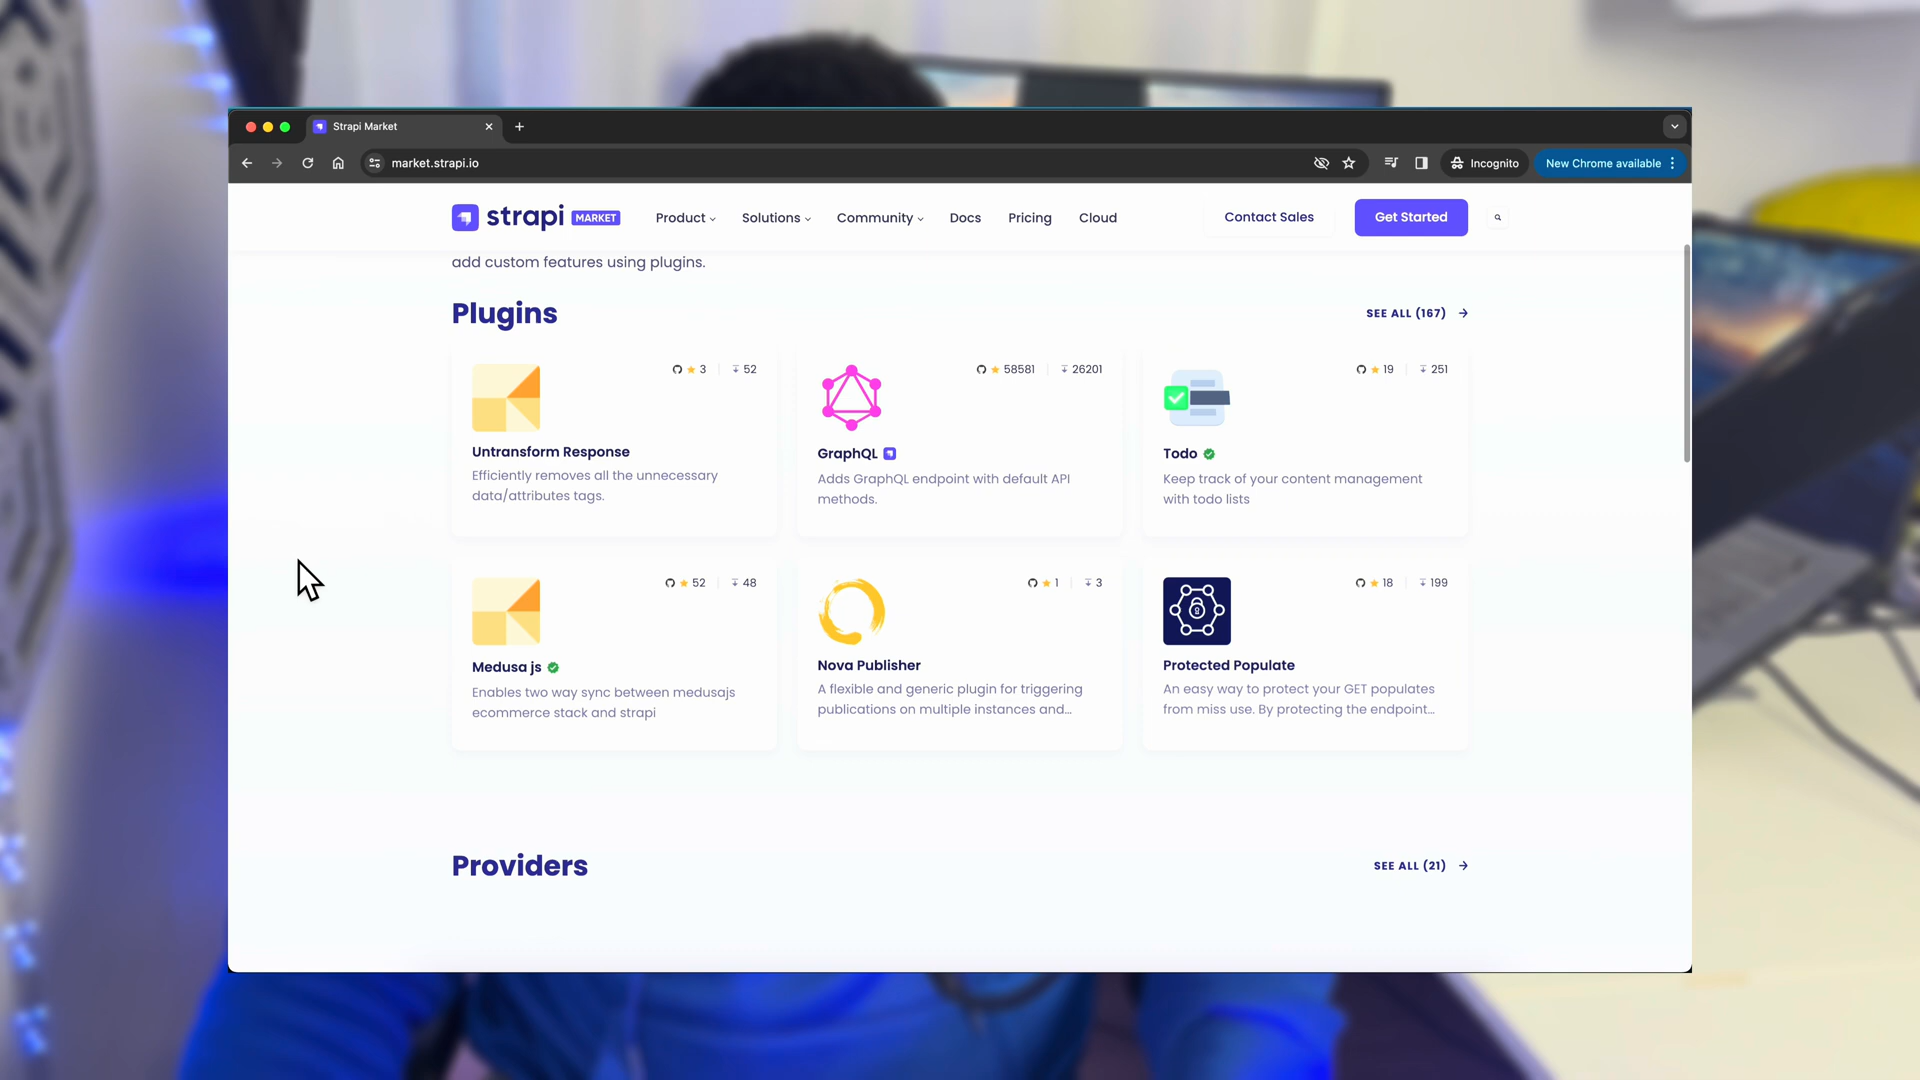 Strapi Market
market.strapi.io
Incognito
New Chrome available
strapi MARKET
Product
Solutions
Community
Docs
Pricing
Cloud
Contact Sales
Get Started
add custom features using plugins.
Plugins
SEE ALL (167)
3
52
Untransform Response
Efficiently removes all the unnecessary
data/attributes tags.
58581
26201
GraphQL
Adds GraphQL endpoint with default API
methods.
19
251
Todo
Keep track of your content management
with todo lists
52
48
Medusa js
Enables two way sync between medusajs
ecommerce stack and strapi
1
3
Nova Publisher
A flexible and generic plugin for triggering
publications on multiple instances and...
18
199
Protected Populate
An easy way to protect your GET populates
from miss use. By protecting the endpoint...
Providers
SEE ALL (21)